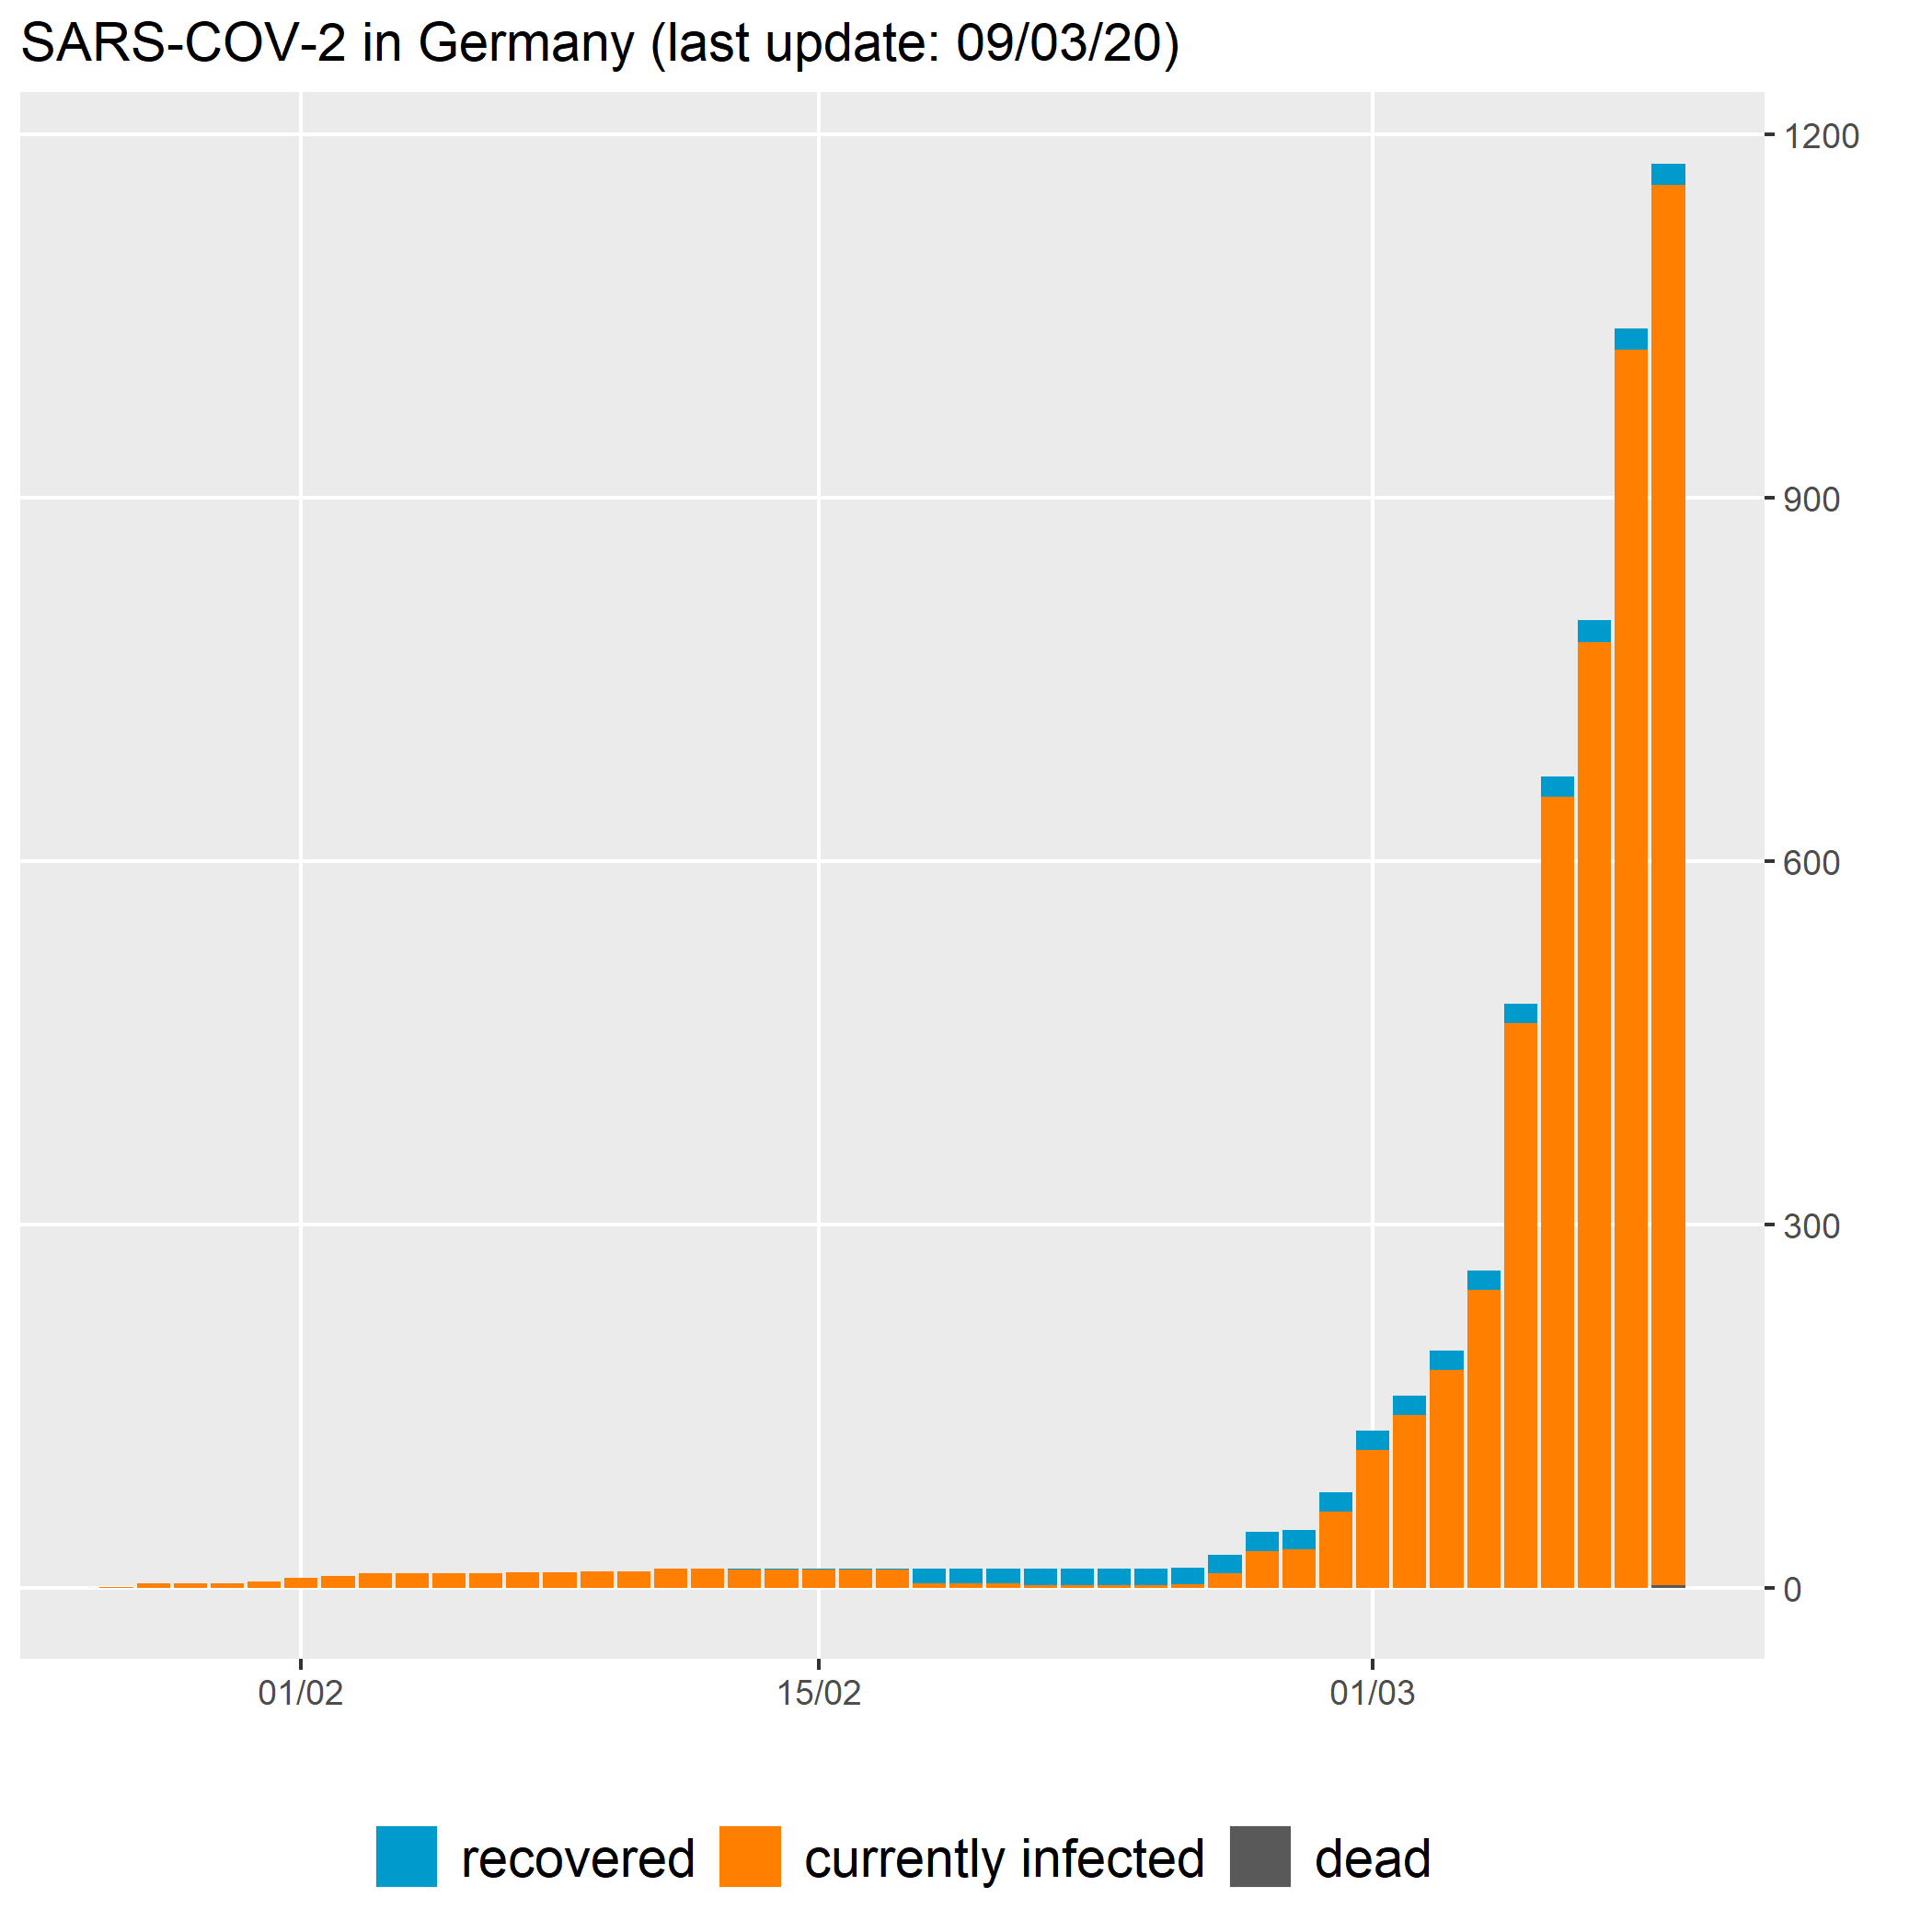 SARS-COV-2 in Germany (last update: 09/03/20)
1200
900
600
300
0
01/02 15/02 01/03
recovered currently infected dead